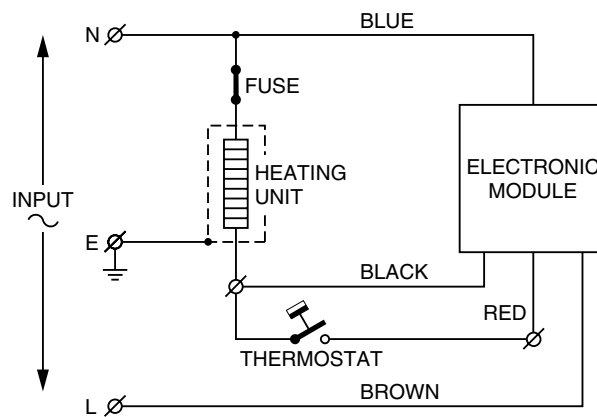 N
BLUE
FUSE
HEATING
UNIT
ELECTRONIC
MODULE
INPUT
E
BLACK
RED
THERMOSTAT
BROWN
L